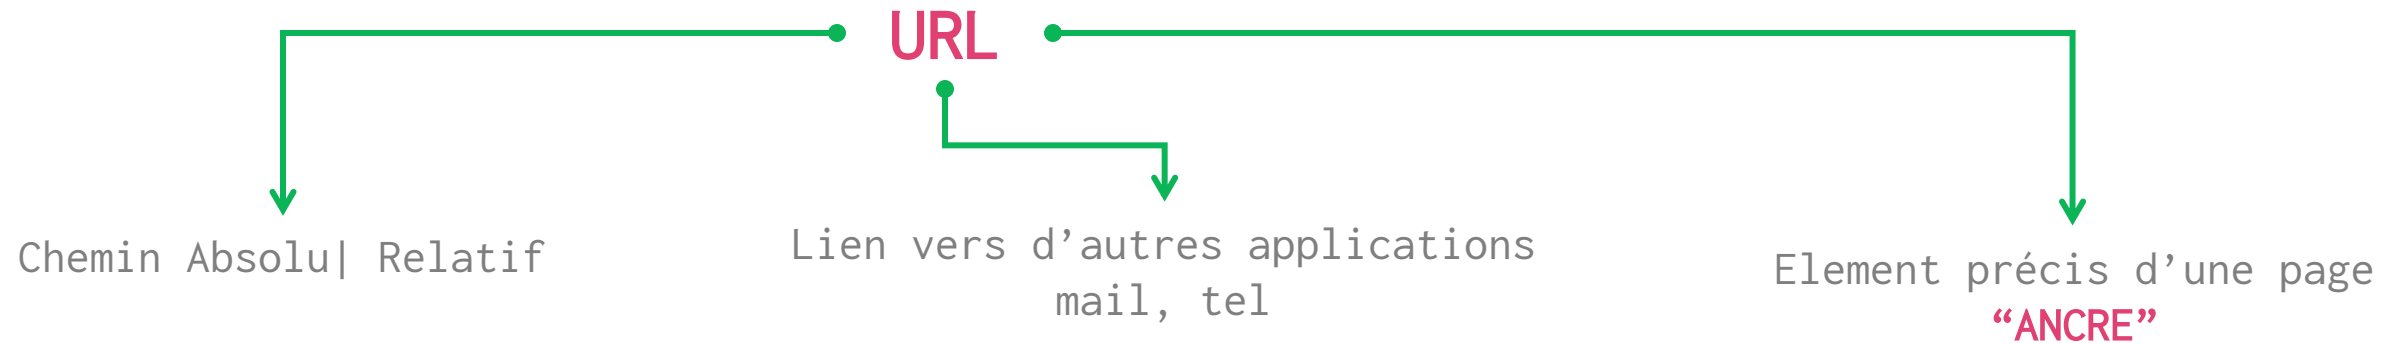 URL
Chemin Absolu| Relatif
Lien vers d’autres applications
mail, tel
Element précis d’une page
“ANCRE”